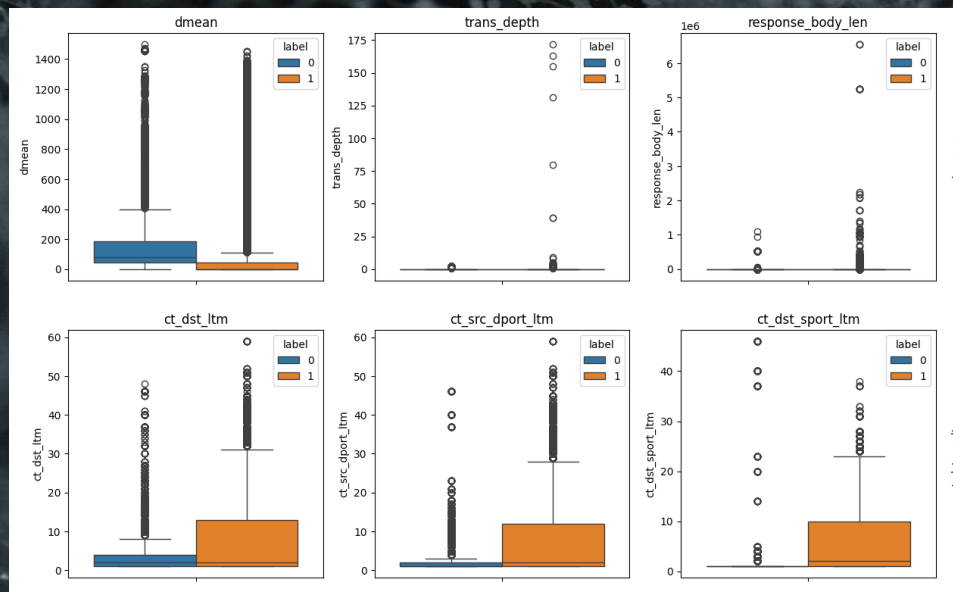 dmean
dmean
1400
1200
1000
800
600
400
200
0
label
0
1
trans_depth
trans_depth
175
150
125
100
75
50
25
0
label
0
1
response_body_len
1e6
response_body_len
6
5
4
3
2
1
0
label
0
1
ct_dst_ltm
ct_dst_ltm
60
50
40
30
20
10
0
label
0
1
ct_src_dport_ltm
ct_src_dport_ltm
60
50
40
30
20
10
0
label
0
1
ct_dst_sport_ltm
ct_dst_sport_ltm
40
30
20
10
0
label
0
1